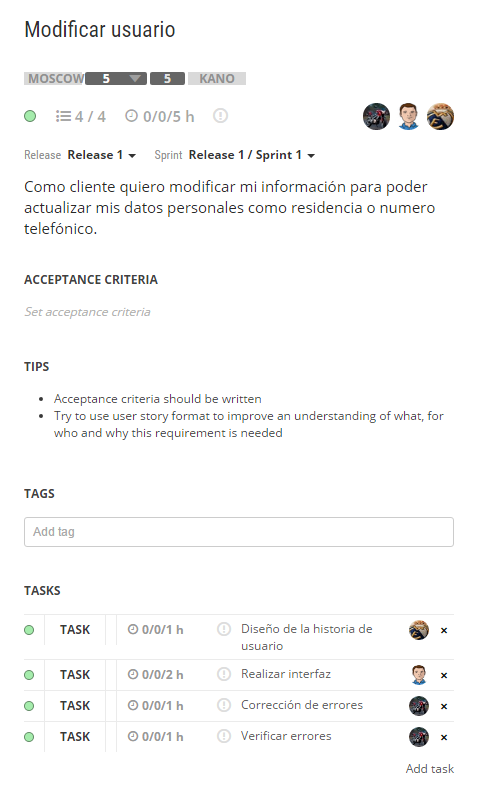 Modificar usuario
MOSCOW 5 5 KANO
4 / 4 0/0/5 h
Release Release 1 Sprint Release 1 / Sprint 1
Como cliente quiero modificar mi información para poder
actualizar mis datos personales como residencia o numero
telefónico.
ACCEPTANCE CRITERIA
Set acceptance criteria
TIPS
• Acceptance criteria should be written
• Try to use user story format to improve an understanding of what, for
who and why this requirement is needed
TAGS
Add tag
TASKS
TASK 0/0/1 h Diseño de la historia de
usuario ×
TASK 0/0/2 h Realizar interfaz ×
TASK 0/0/1 h Corrección de errores ×
TASK 0/0/1 h Verificar errores ×
Add task